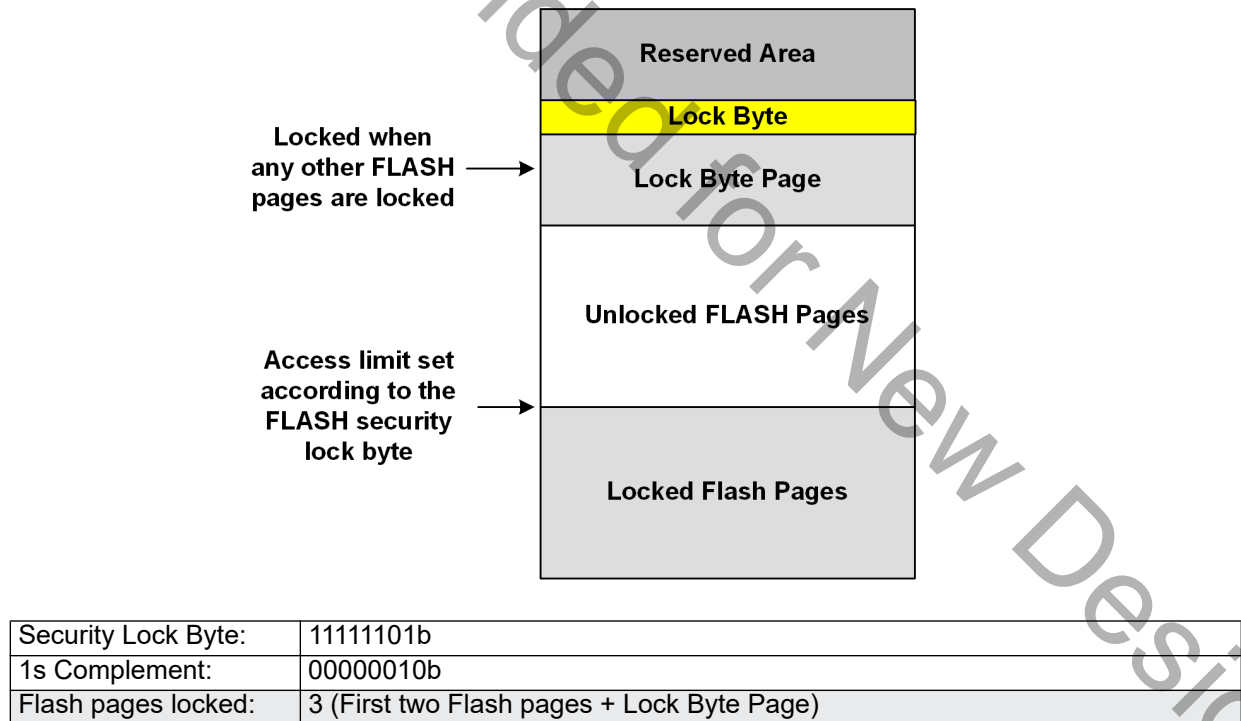 Reserved Area
Lock Byte
Locked when
any other FLASH
pages are locked
Lock Byte Page
Unlocked FLASH Pages
Access limit set
according to the
FLASH security
lock byte
Locked Flash Pages
Security Lock Byte: 11111101b
1s Complement: 00000010b
Flash pages locked: 3 (First two Flash pages + Lock Byte Page)
for New